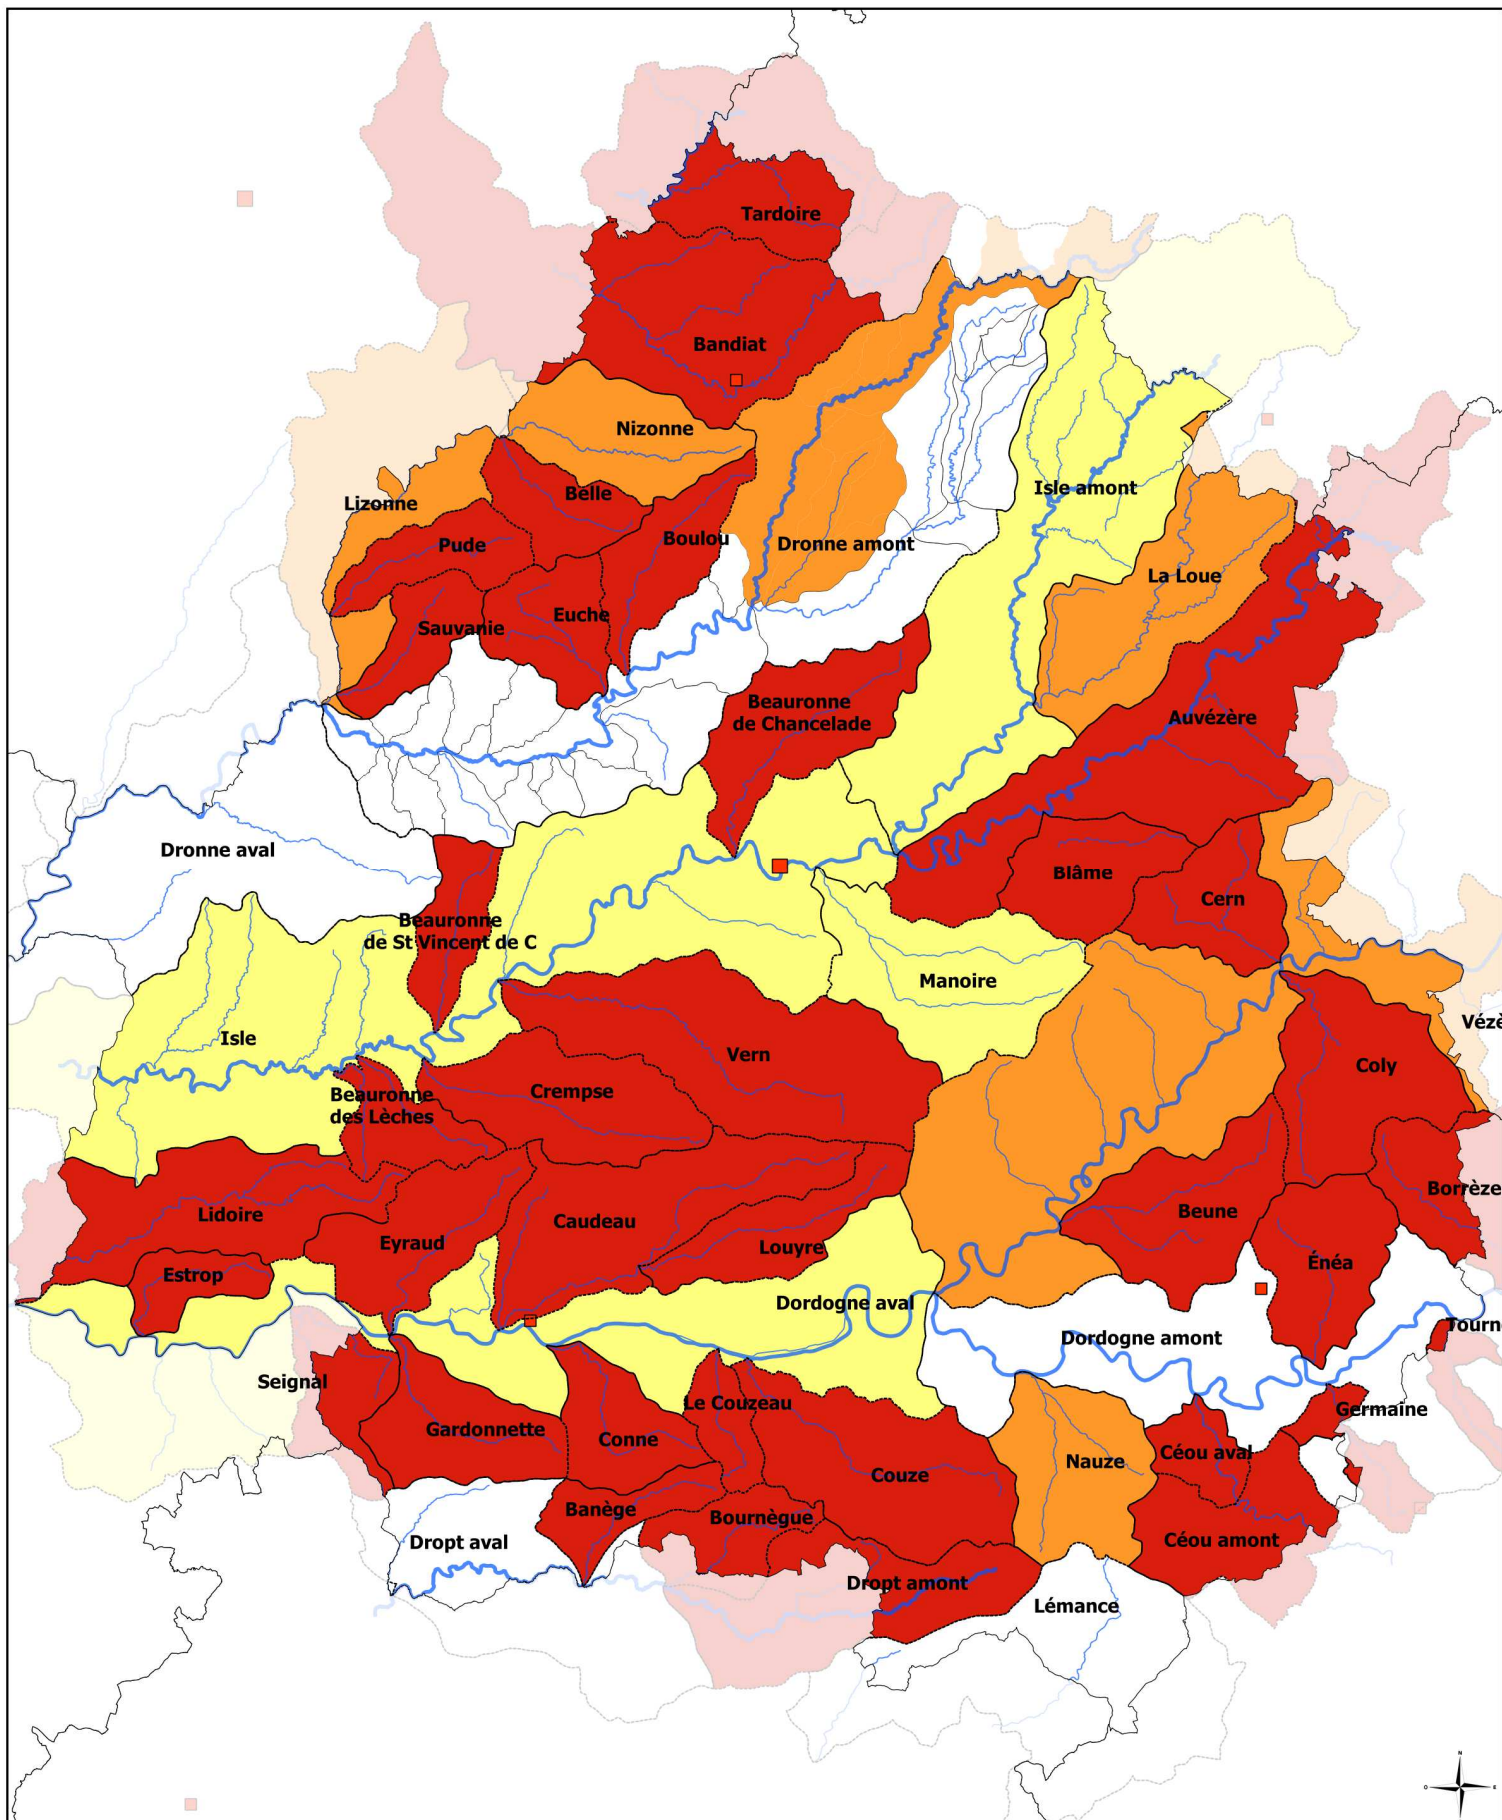 Tardoire
Bandiat
Nizonne
Isle amont
Belle
Lizonne
Boulou
Pude
Dronne amont
La Loue
Euche
Sauvanie
Beauronne
de Chancelade
Auvézère
Dronne aval
Blâme
Cern
Beauronne
de St Vincent de C
Manoire
Vézè
Isle
Vern
Coly
Crempse
Beauronne
des Lèches
Borrèze
Beune
Lidoire
Caudeau
Eyraud
Louyre
Énéa
Estrop
Dordogne aval
Tourn
Dordogne amont
Seignal
Le Couzeau
Germaine
Gardonnette
Conne
Céou aval
Nauze
Couze
Banège
Bournègue
Dropt aval
Céou amont
Dropt amont
Lémance
N
O
E